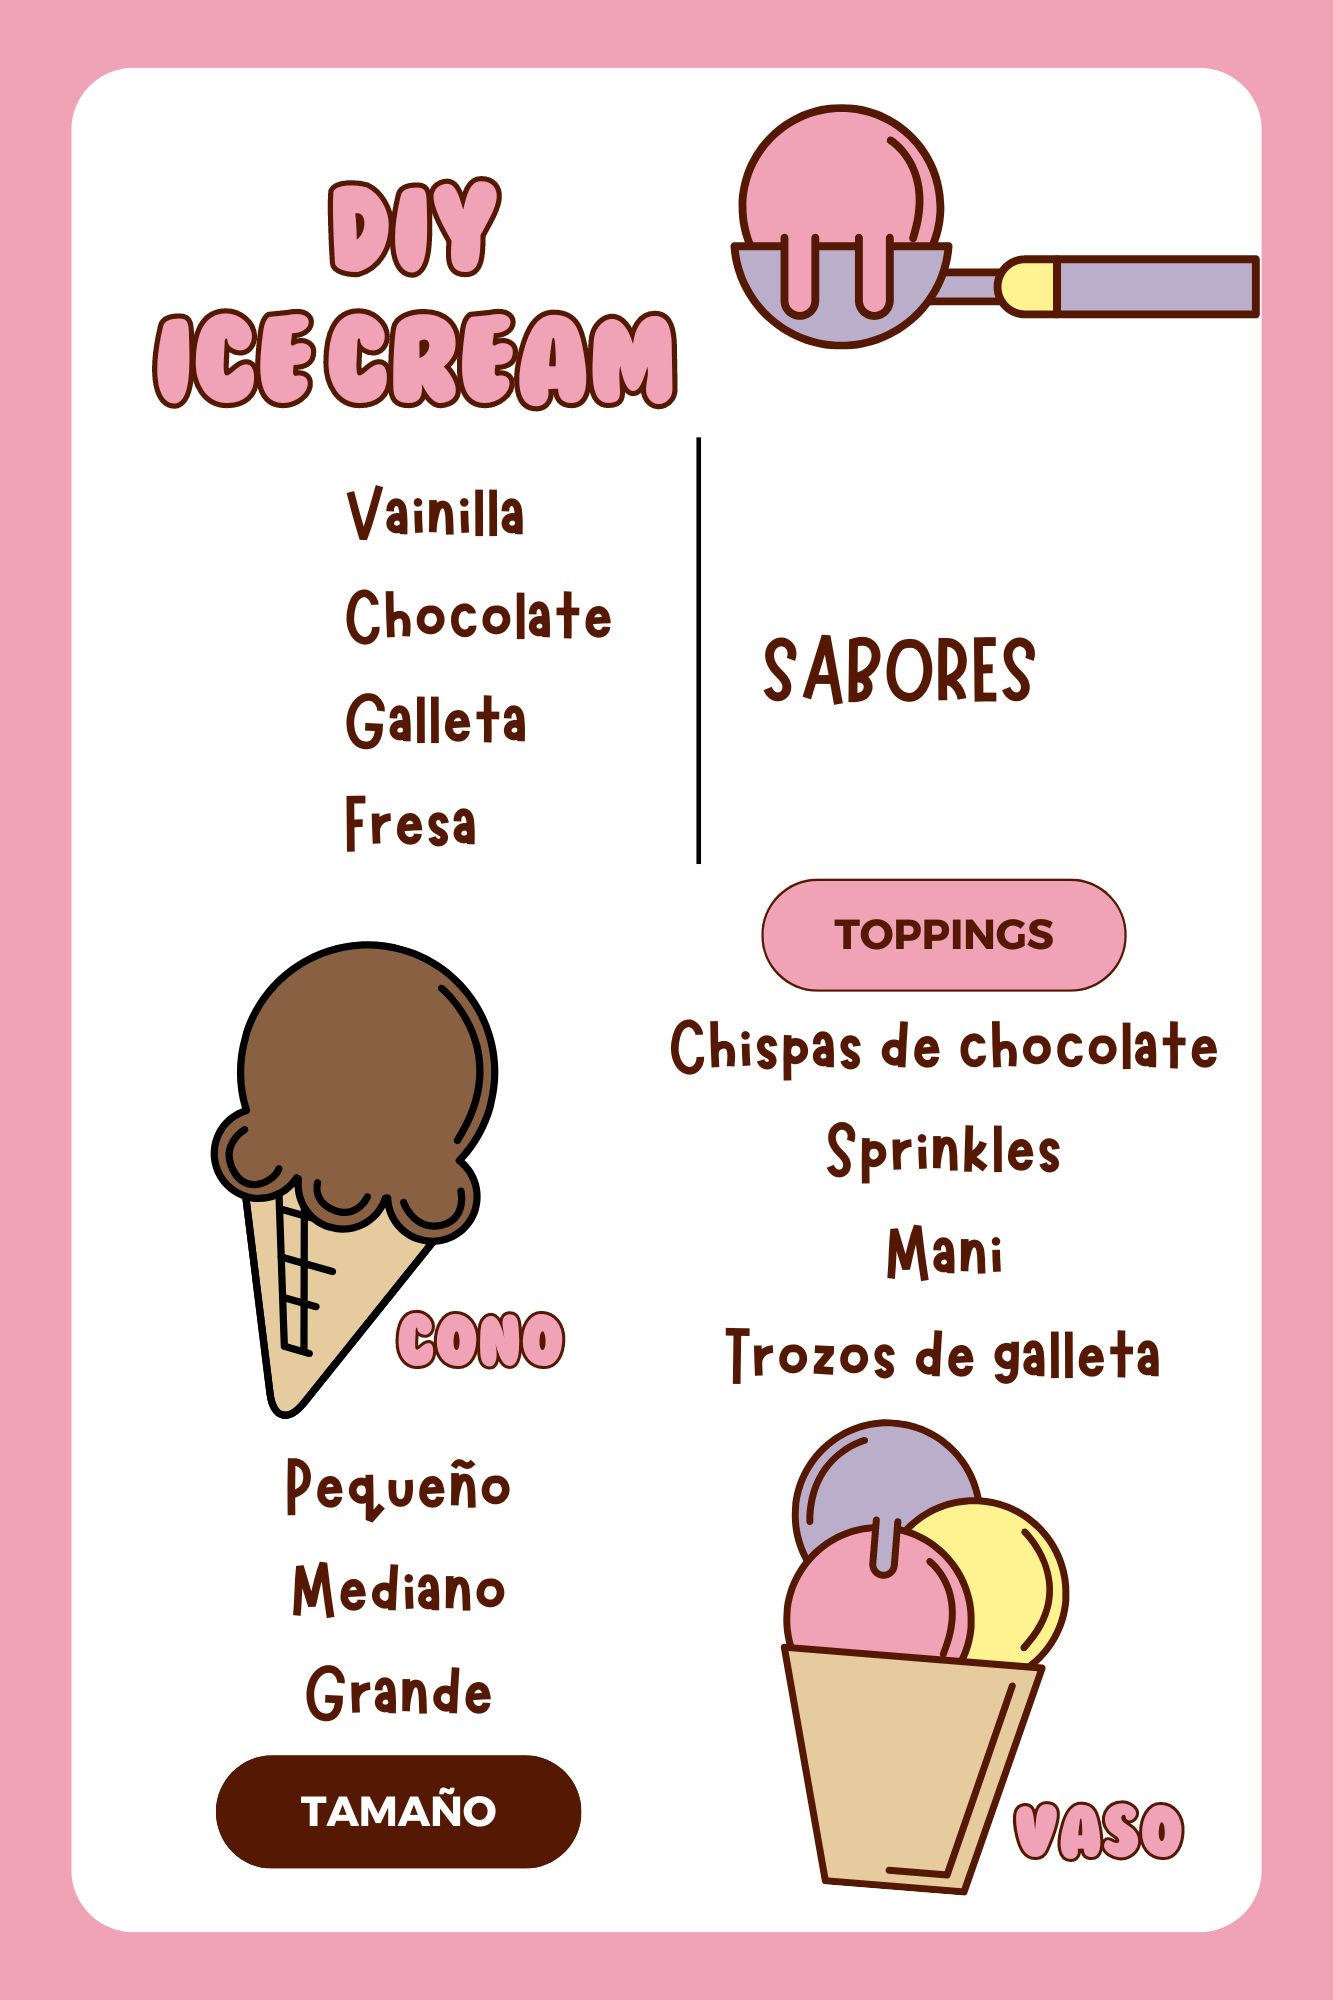 DIY
ICE CREAM
Vainilla
Chocolate
Galleta
Fresa
SABORES
TOPPINGS
Chispas de chocolate
Sprinkles
Mani
Trozos de galleta
CONO
Pequeño
Mediano
Grande
TAMAÑO
VASO